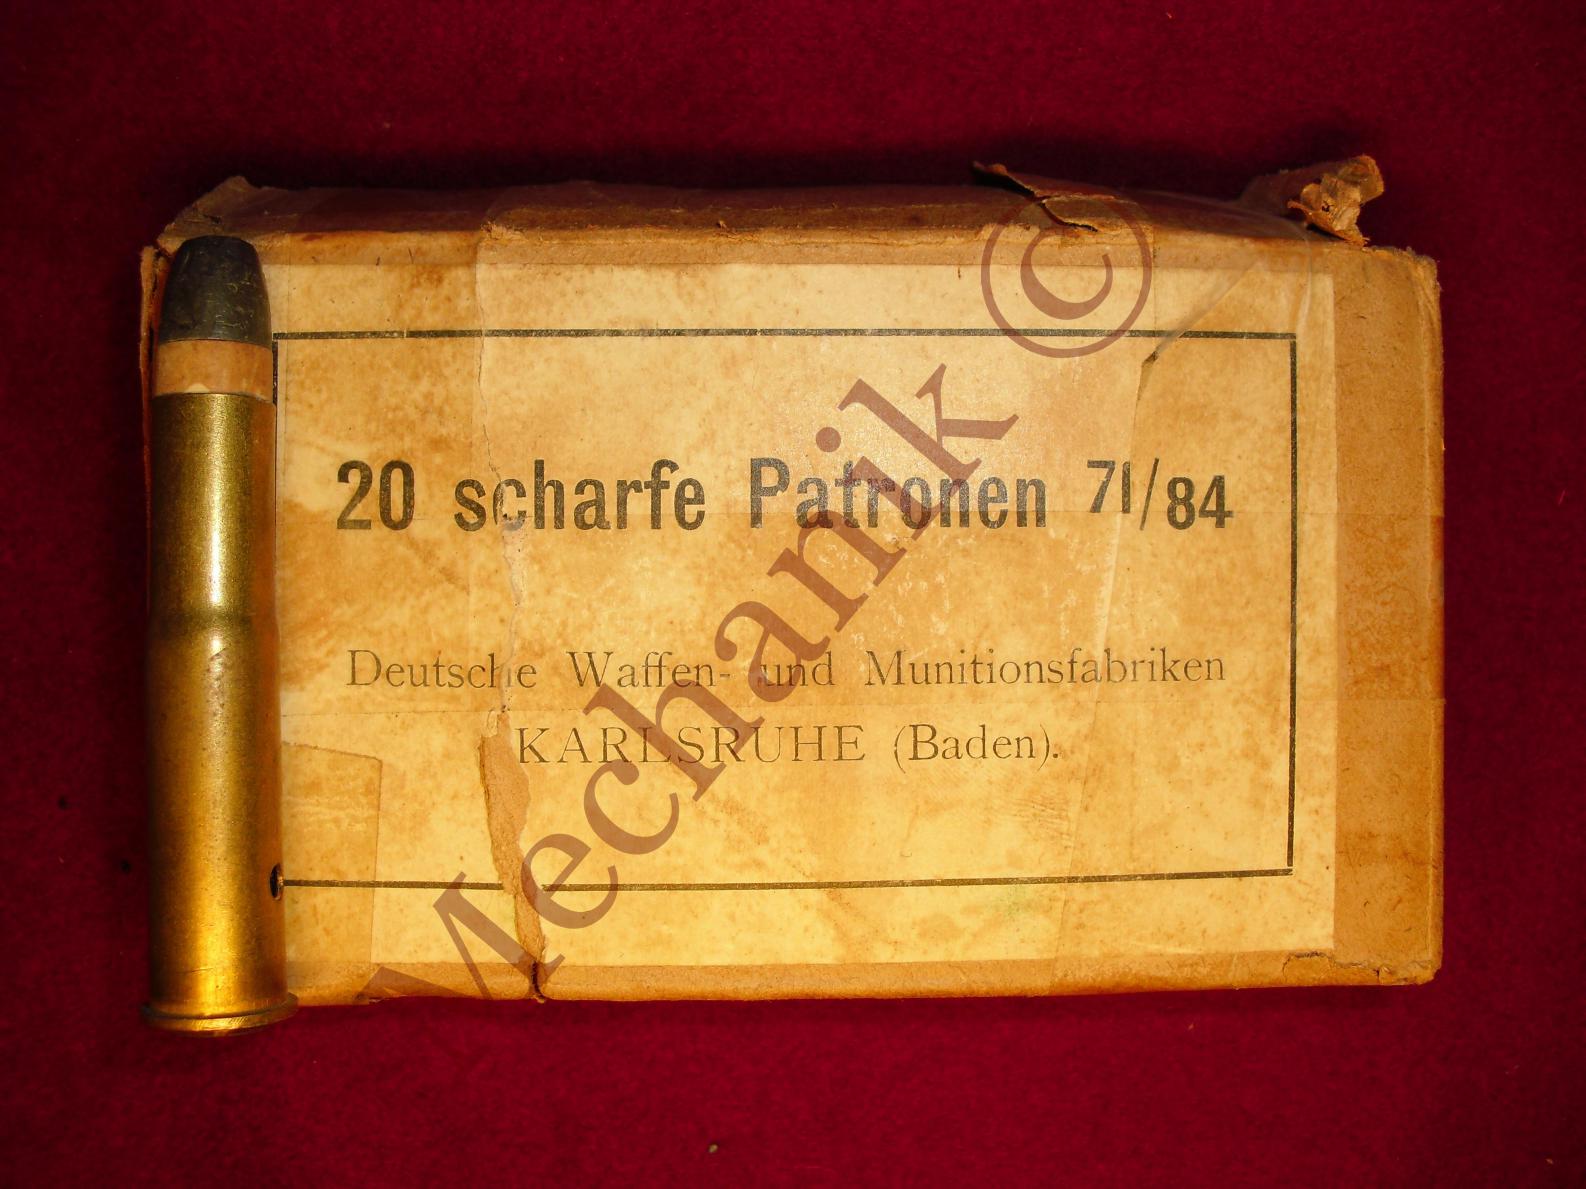 20 scharfe Patronen 71/84
Deutsche Waffen- und Munitionsfabriken
KARLSRUHE (Baden).
Mechanik ©